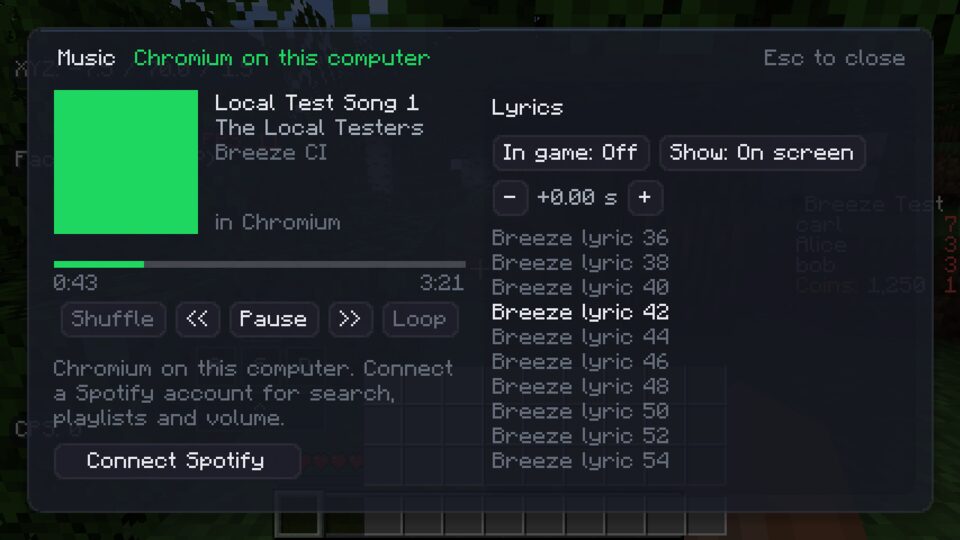 Music Chromium on this computer
Esc to close
Local Test Song 1
The Local Testers
Breeze CI
in Chromium
0:43
3:21
Shuffle << Pause >> Loop
Chromium on this computer. Connect
a Spotify account for search,
playlists and volume.
Connect Spotify
Lyrics
In game: Off Show: On screen
- +0.00 s +
Breeze lyric 36
Breeze lyric 38
Breeze lyric 40
Breeze lyric 42
Breeze lyric 44
Breeze lyric 46
Breeze lyric 48
Breeze lyric 50
Breeze lyric 52
Breeze lyric 54
Breeze Test
carl 7
Alice 3
bob 3
Coins: 1,250 1